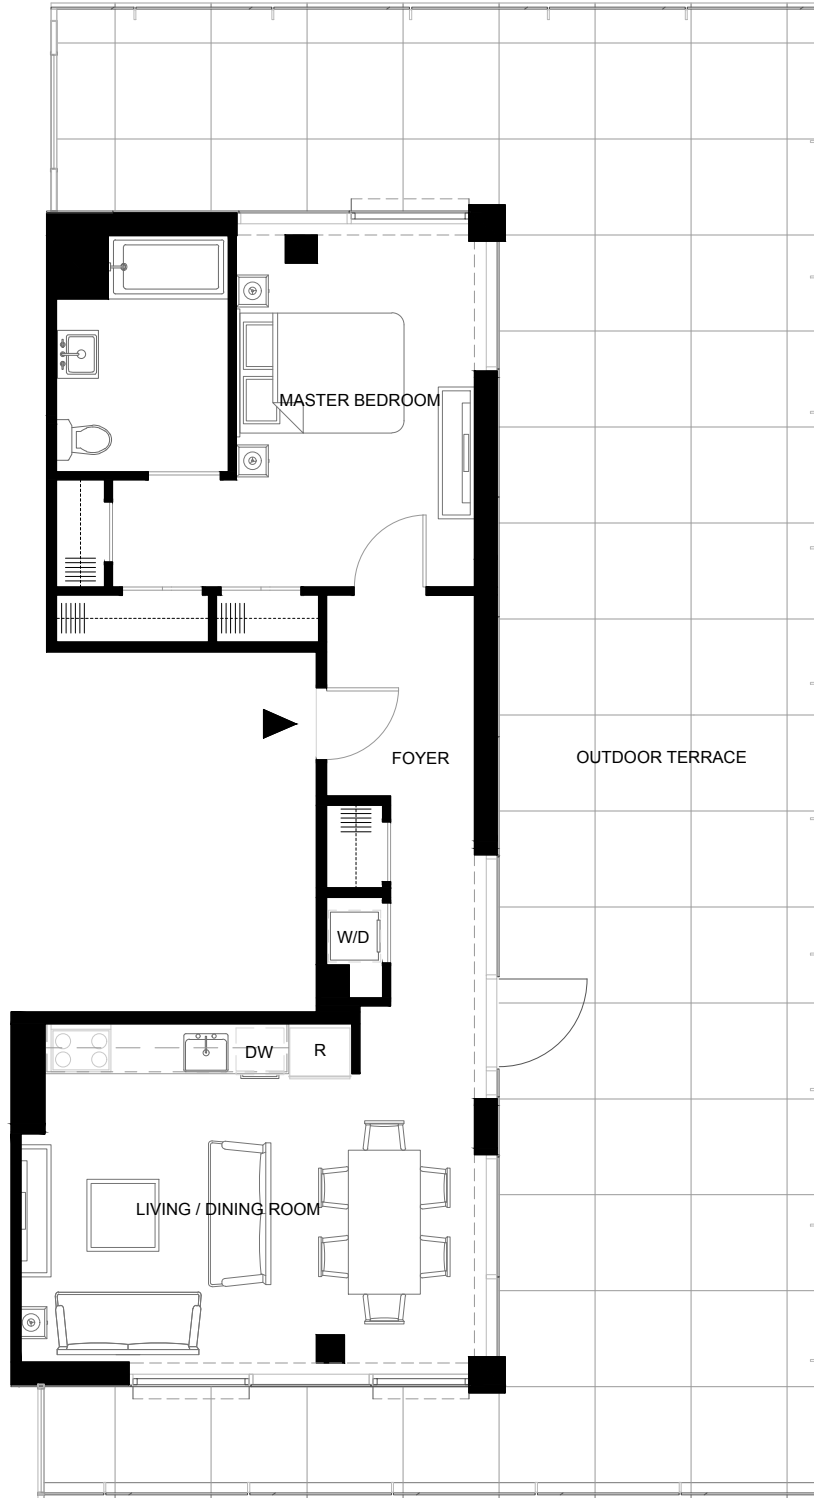 MASTER BEDROOM
FOYER
OUTDOOR TERRACE
W/D
DW
R
LIVING / DINING ROOM